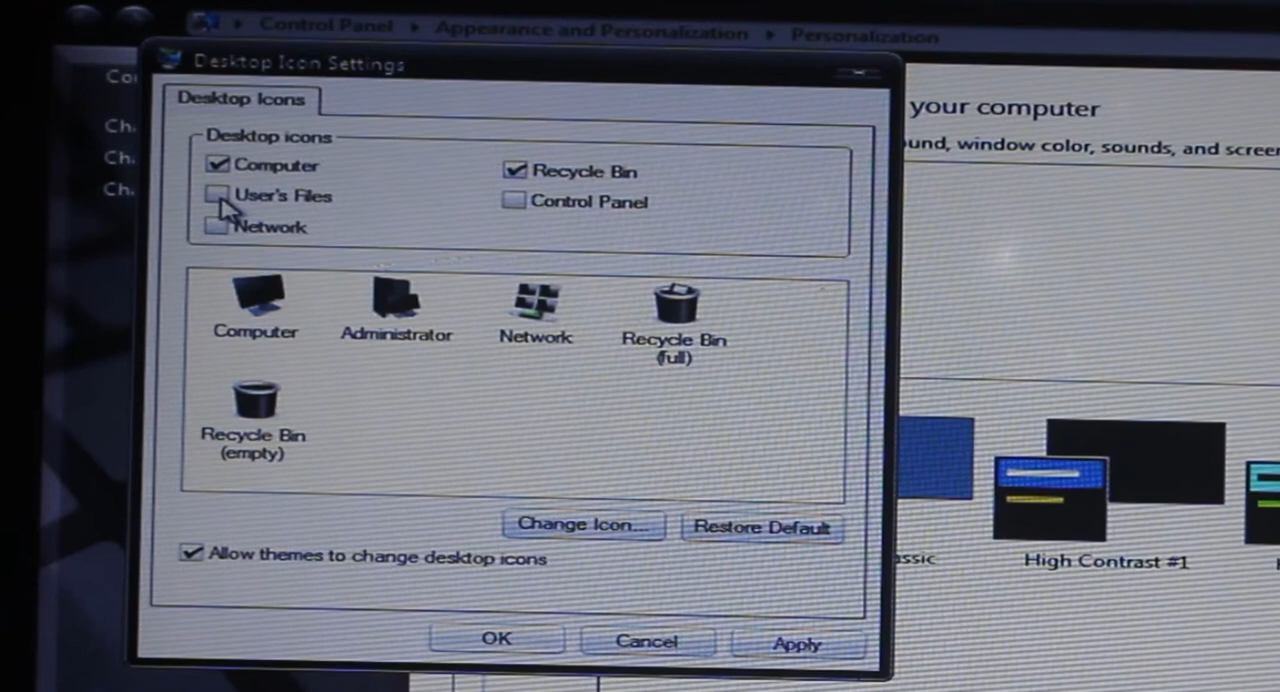 Control Panel ▸ Appearance and Personalization ▸ Personalization
Desktop Icon Settings
Desktop Icons
your computer
und, window color, sounds, and screen
Desktop icons
Computer
Recycle Bin
User's Files
Control Panel
Network
Computer
Administrator
Network
Recycle Bin
(full)
Recycle Bin
(empty)
Change Icon...
Restore Default
Allow themes to change desktop icons
OK
Cancel
Apply
assic
High Contrast #1